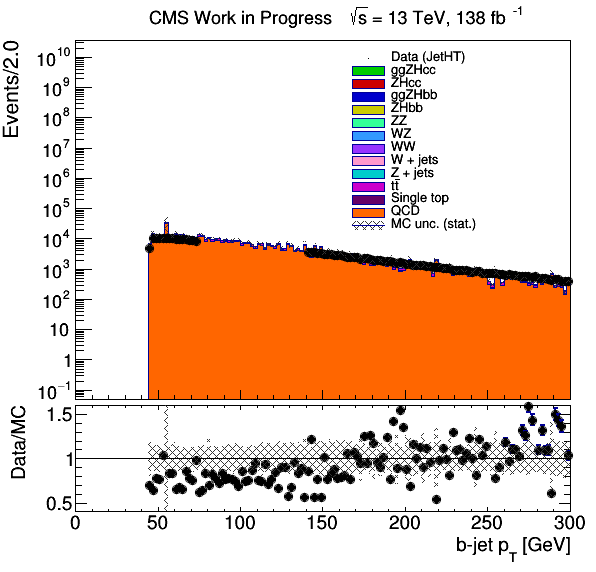 CMS Work in Progress √s = 13 TeV, 138 fb⁻¹
Events/2.0
10¹⁰
10⁹
10⁸
10⁷
10⁶
10⁵
10⁴
10³
10²
10
1
10⁻¹
Data (JetHT)
ggZHcc
ZHcc
ggZHbb
ZHbb
ZZ
WZ
WW
W + jets
Z + jets
tt̄
Single top
QCD
MC unc. (stat.)
Data/MC
1.5
1
0.5
0 50 100 150 200 250 300
b-jet p_T [GeV]